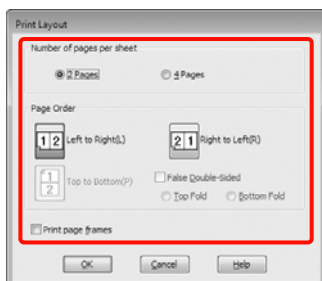 Print Layout
Number of pages per sheet
2 Pages 4 Pages
Page Order
1 2 Left to Right(L) 2 1 Right to Left(R)
1 2 Top to Bottom(P) False Double-Sided
Top Fold Bottom Fold
Print page frames
OK Cancel Help